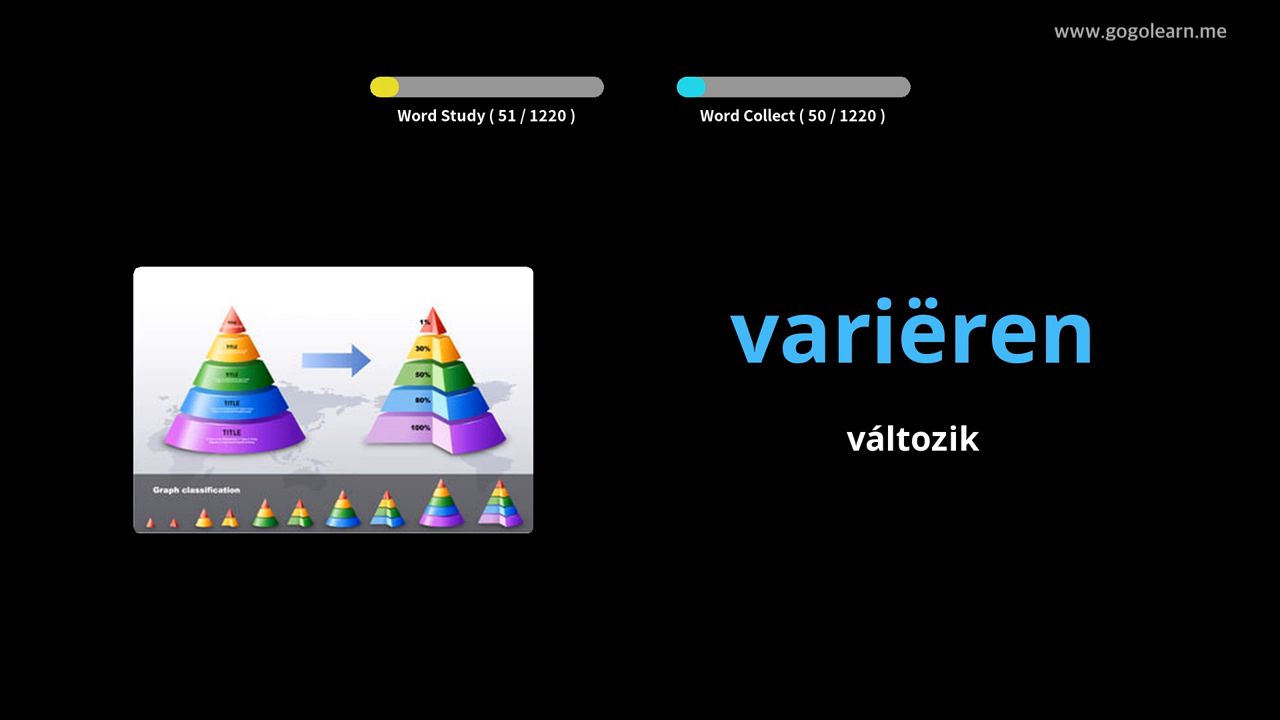 www.gogolearn.me
Word Study ( 51 / 1220 )
Word Collect ( 50 / 1220 )
variëren
változik
TITLE
TITLE
TITLE
TITLE
1%
30%
50%
80%
100%
Graph classification